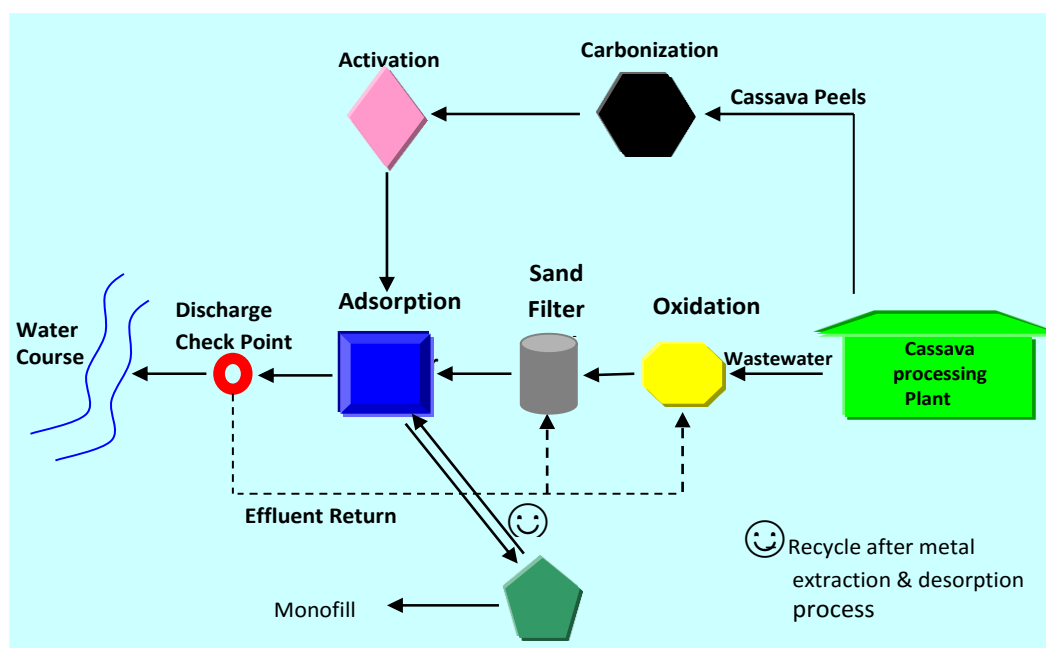 Activation
Carbonization
Cassava Peels
Water
Course
Discharge
Check Point
Adsorption
Sand
Filter
Oxidation
Wastewater
Cassava
processing
Plant
Effluent Return
Monofill
Recycle after metal
extraction & desorption
process